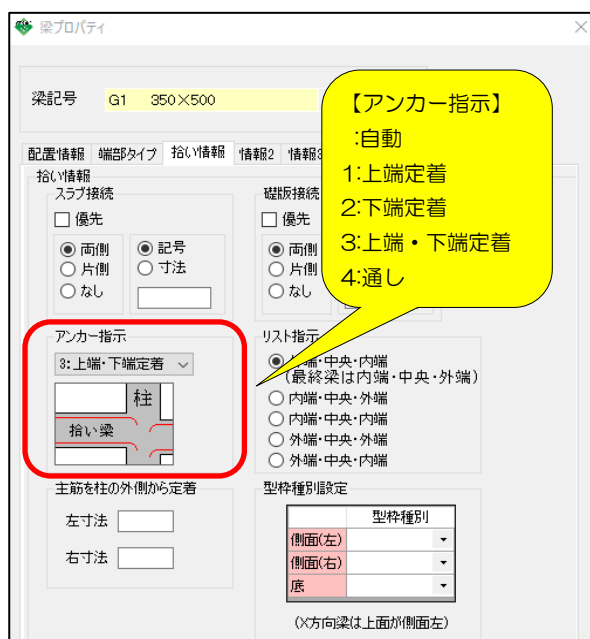 梁プロパティ
梁記号 G1 350×500
【アンカー指示】
:自動
1:上端定着
2:下端定着
3:上端・下端定着
4:通し
配置情報 端部タイプ 拾い情報 情報2
拾い情報
スラブ接続
優先
両側
片側
なし
記号
寸法
礎版接続
優先
両側
片側
なし
アンカー指示
3:上端・下端定着
柱
拾い梁
リスト指示
・中央・内端
(最終梁は内端・中央・外端)
内端・中央・外端
内端・中央・内端
外端・中央・外端
外端・中央・内端
主筋を柱の外側から定着
左寸法
右寸法
型枠種別設定
型枠種別
側面(左)
側面(右)
底
(X方向梁は上面が側面左)